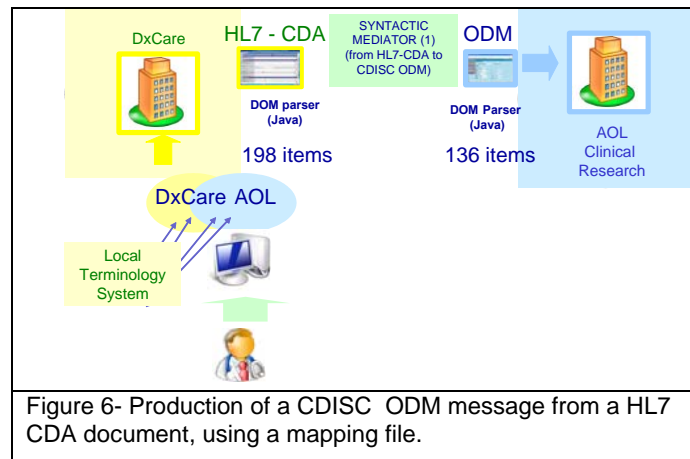 DxCare
HL7 - CDA
SYNTACTIC
MEDIATOR (1)
(from HL7-CDA to
CDISC ODM)
ODM
DOM parser
(Java)
DOM Parser
(Java)
198 items
136 items
AOL
Clinical
Research
DxCare AOL
Local
Terminology
System
Figure 6- Production of a CDISC ODM message from a HL7
CDA document, using a mapping file.